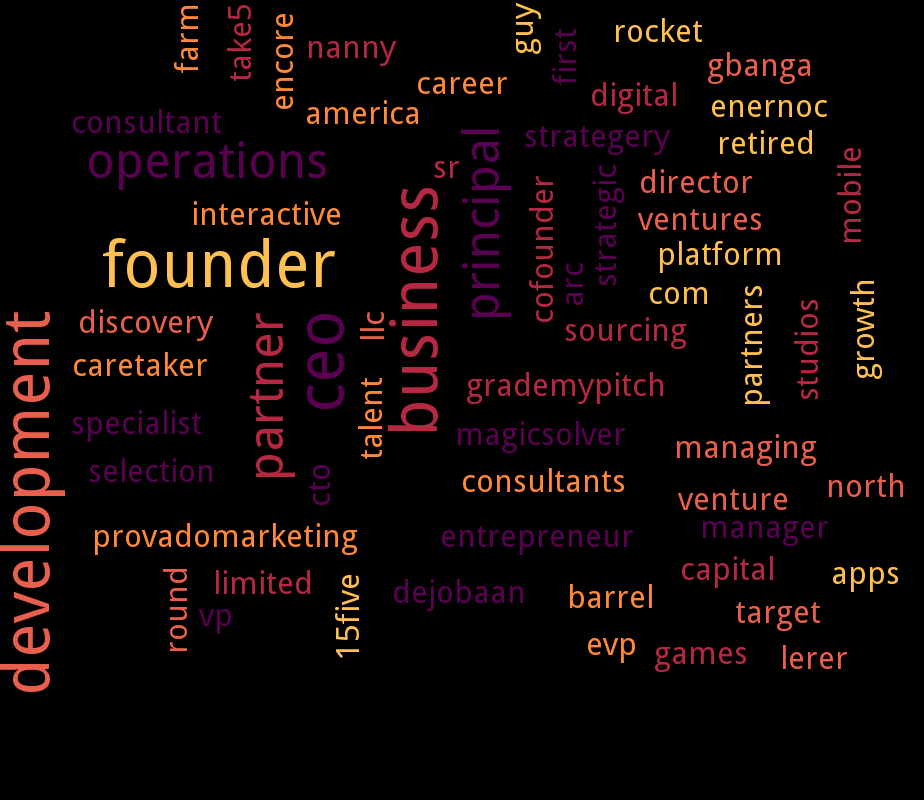 farm
take5
encore
nanny
guy
first
rocket
gbanga
career
digital
enernoc
america
consultant
strategery
retired
operations
sr
principal
director
mobile
interactive
business
cofounder
strategic
ventures
founder
arc
platform
com
discovery
llc
sourcing
partners
studios
growth
caretaker
partner
ceo
talent
grademypitch
development
specialist
magicsolver
managing
selection
cto
consultants
venture
north
provadomarketing
entrepreneur
manager
round
limited
vp
15five
dejobaan
barrel
capital
apps
target
evp
games
lerer